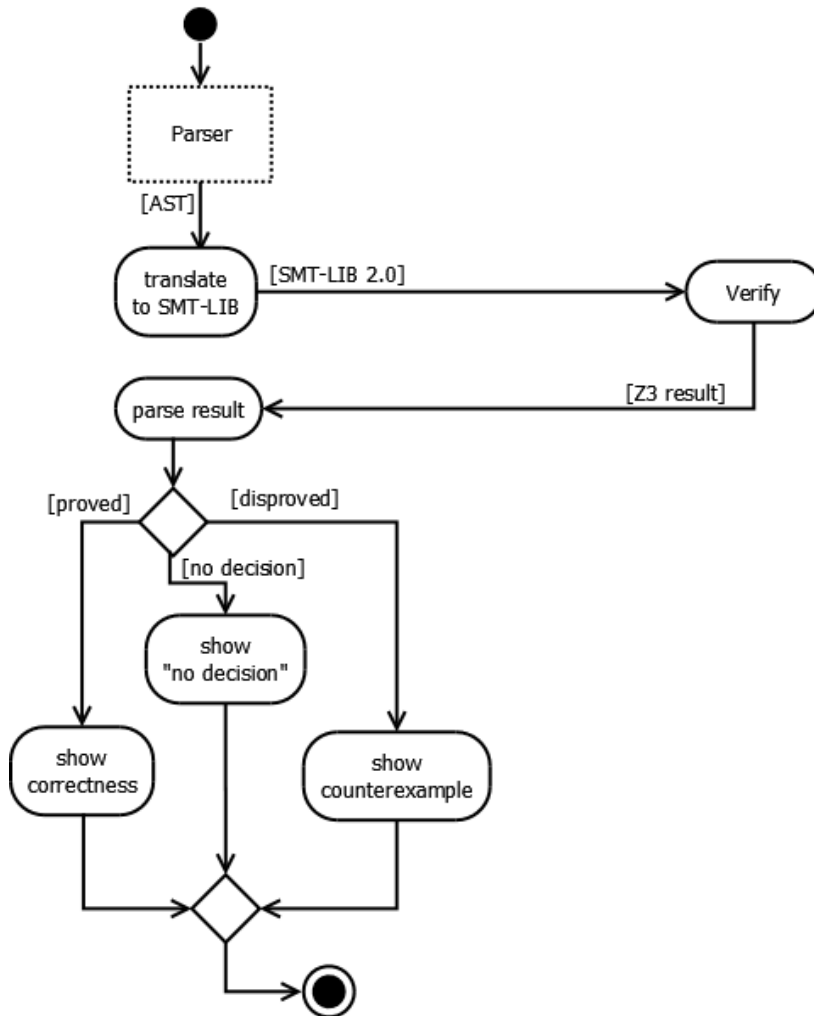 Parser
[AST]
translate
to SMT-LIB
[SMT-LIB 2.0]
Verify
[Z3 result]
parse result
[proved]
[disproved]
[no decision]
show
"no decision"
show
correctness
show
counterexample